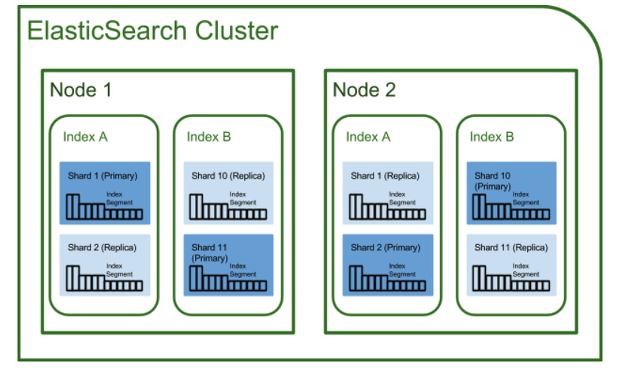 ElasticSearch Cluster
Node 1
Index A
Shard 1 (Primary)
Index
Segment
Shard 2 (Replica)
Index
Segment
Index B
Shard 10 (Replica)
Index
Segment
Shard 11
(Primary)
Index
Segment
Node 2
Index A
Shard 1 (Replica)
Index
Segment
Shard 2 (Primary)
Index
Segment
Index B
Shard 10
(Primary)
Index
Segment
Shard 11 (Replica)
Index
Segment